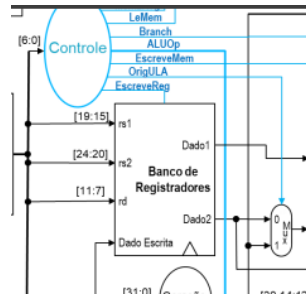 LeMem
[6:0]
Controle
Branch
ALUOp
EscreveMem
OrigULA
EscreveReg
[19:15]
rs1
Dado1
[24:20]
rs2
Banco de
Registradores
[11:7]
rd
Dado2
0
Mux
1
Dado Escrita
[31:0]